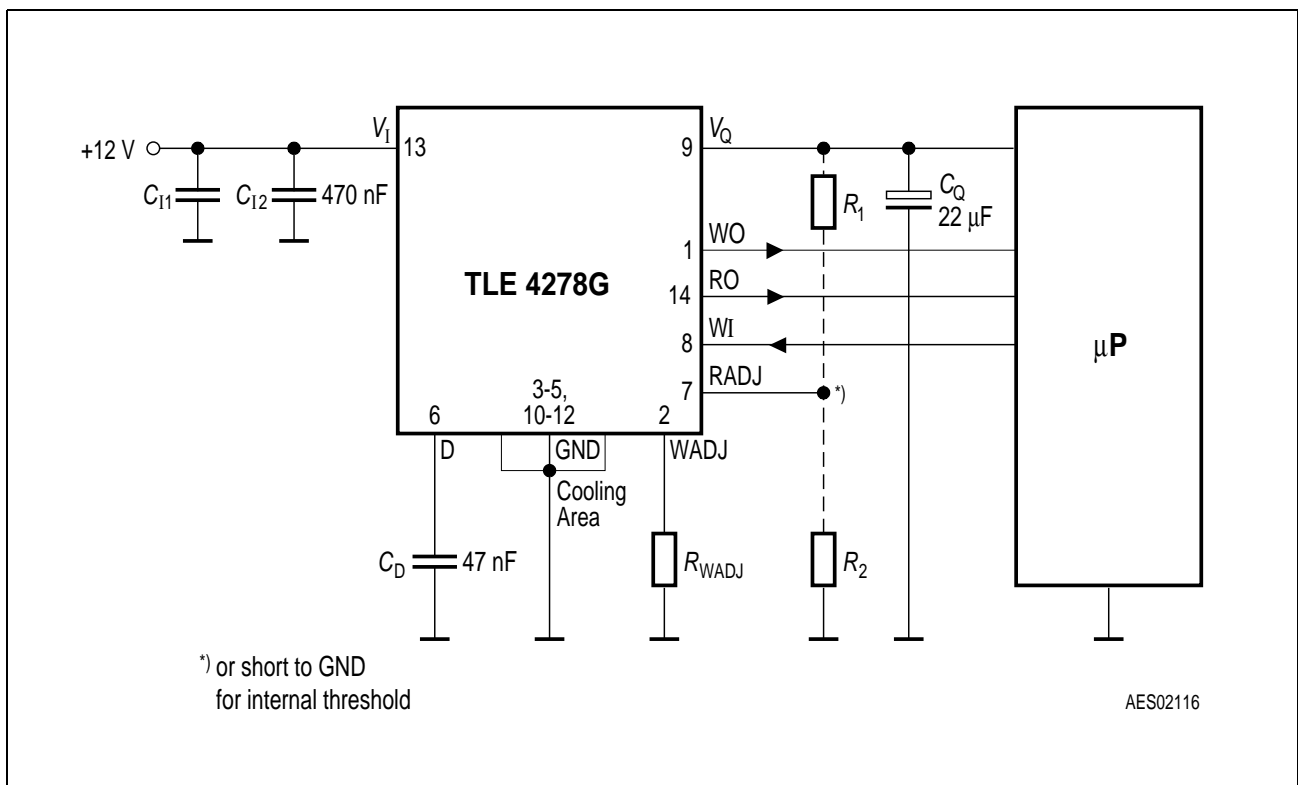 +12 V
V_I
13
C_I1
C_I2
470 nF
TLE 4278G
9
V_Q
R_1
C_Q
22 μF
1
WO
14
RO
8
WI
7
RADJ
*)
μP
3-5,
10-12
6
2
D
GND
WADJ
Cooling
Area
C_D
47 nF
R_WADJ
R_2
*) or short to GND
for internal threshold
AES02116